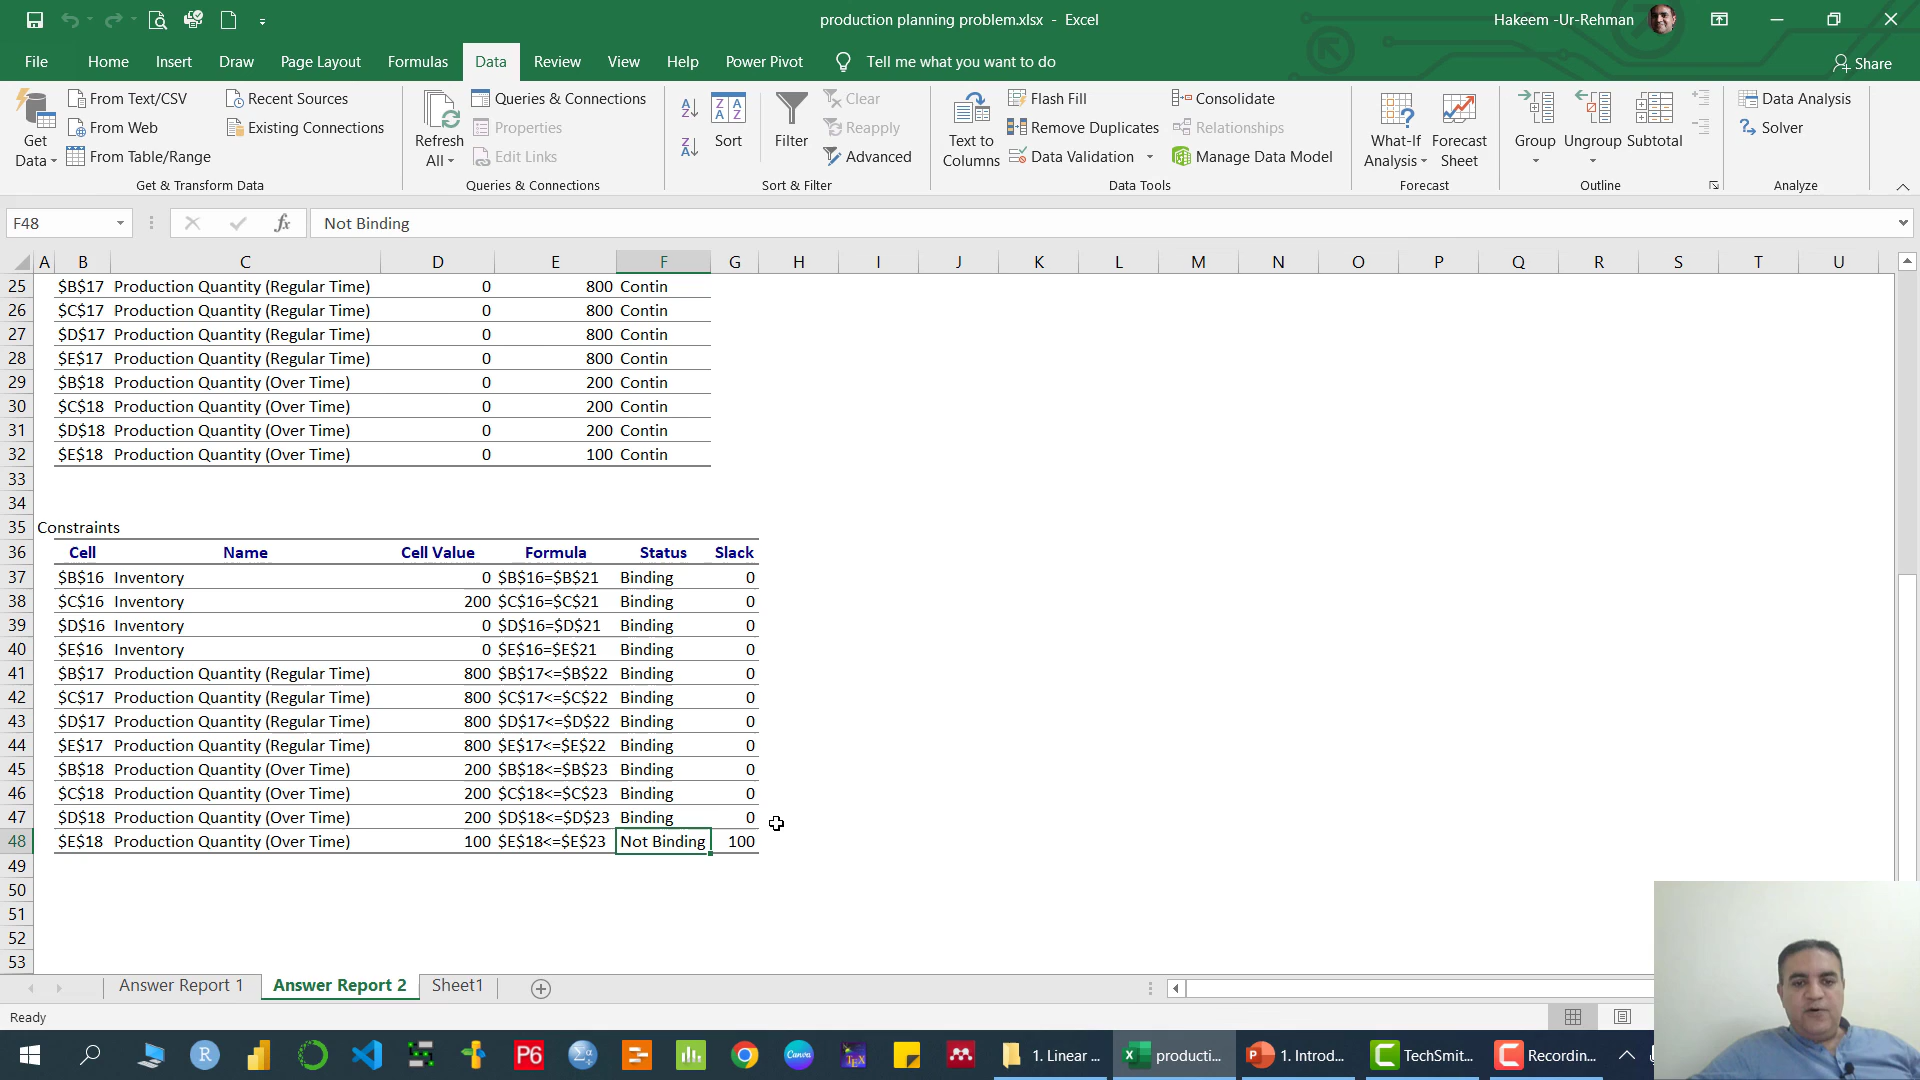 production planning problem.xlsx - Excel
Hakeem -Ur-Rehman
File Home Insert Draw Page Layout Formulas Data Review View Help Power Pivot Tell me what you want to do Share
Get Data
From Text/CSV
From Web
From Table/Range
Recent Sources
Existing Connections
Get & Transform Data
Refresh All
Queries & Connections
Properties
Edit Links
Queries & Connections
Sort
Filter
Clear
Reapply
Advanced
Sort & Filter
Text to Columns
Flash Fill
Remove Duplicates
Data Validation
Consolidate
Relationships
Manage Data Model
Data Tools
What-If Analysis
Forecast Sheet
Forecast
Group
Ungroup
Subtotal
Outline
Data Analysis
Solver
Analyze
F48 fx Not Binding
A B C D E F G H I J K L M N O P Q R S T U
25 $B$17 Production Quantity (Regular Time) 0 800 Contin
26 $C$17 Production Quantity (Regular Time) 0 800 Contin
27 $D$17 Production Quantity (Regular Time) 0 800 Contin
28 $E$17 Production Quantity (Regular Time) 0 800 Contin
29 $B$18 Production Quantity (Over Time) 0 200 Contin
30 $C$18 Production Quantity (Over Time) 0 200 Contin
31 $D$18 Production Quantity (Over Time) 0 200 Contin
32 $E$18 Production Quantity (Over Time) 0 100 Contin
33
34
35 Constraints
36 Cell Name Cell Value Formula Status Slack
37 $B$16 Inventory 0 $B$16=$B$21 Binding 0
38 $C$16 Inventory 200 $C$16=$C$21 Binding 0
39 $D$16 Inventory 0 $D$16=$D$21 Binding 0
40 $E$16 Inventory 0 $E$16=$E$21 Binding 0
41 $B$17 Production Quantity (Regular Time) 800 $B$17<=$B$22 Binding 0
42 $C$17 Production Quantity (Regular Time) 800 $C$17<=$C$22 Binding 0
43 $D$17 Production Quantity (Regular Time) 800 $D$17<=$D$22 Binding 0
44 $E$17 Production Quantity (Regular Time) 800 $E$17<=$E$22 Binding 0
45 $B$18 Production Quantity (Over Time) 200 $B$18<=$B$23 Binding 0
46 $C$18 Production Quantity (Over Time) 200 $C$18<=$C$23 Binding 0
47 $D$18 Production Quantity (Over Time) 200 $D$18<=$D$23 Binding 0
48 $E$18 Production Quantity (Over Time) 100 $E$18<=$E$23 Not Binding 100
49
50
51
52
53
Answer Report 1 Answer Report 2 Sheet1
Ready
1. Linear ... producti... 1. Introd... TechSmit... Recordin...